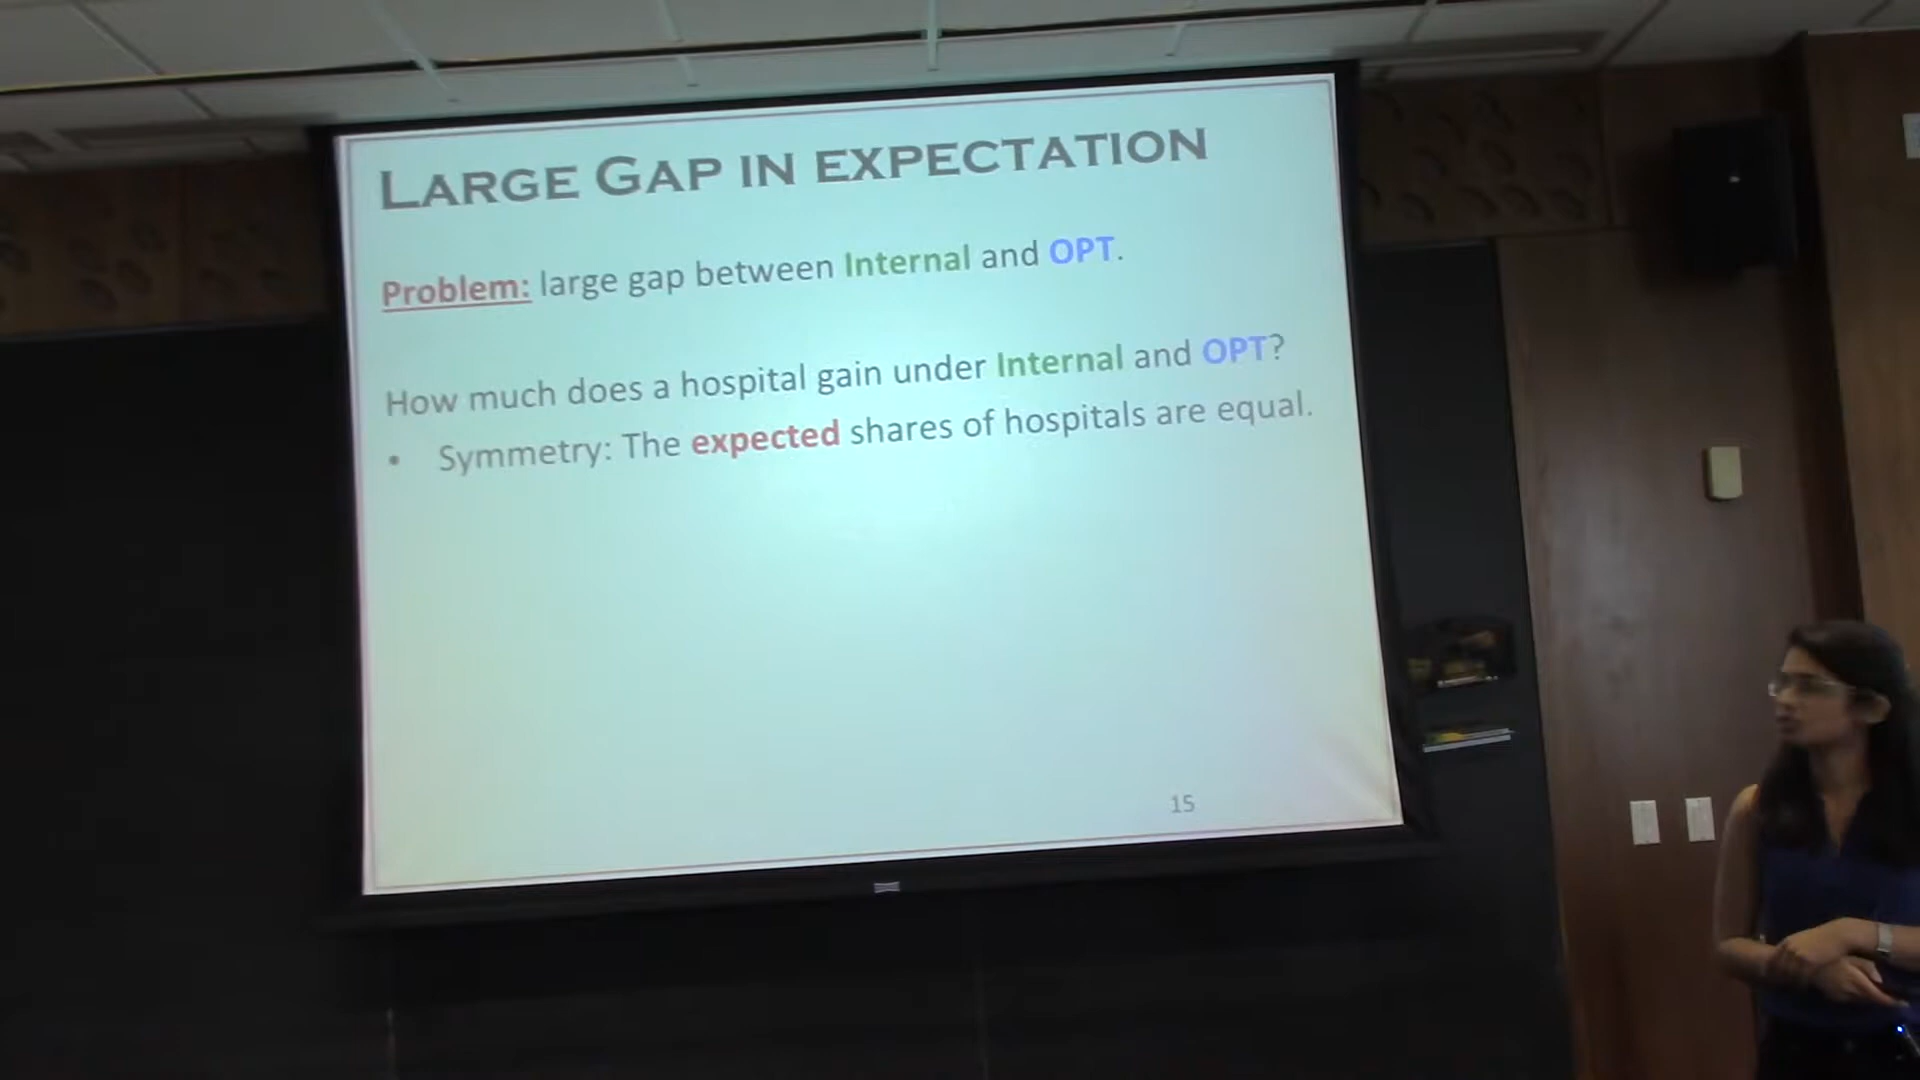 LARGE GAP IN EXPECTATION
Problem: large gap between Internal and OPT.
How much does a hospital gain under Internal and OPT?
• Symmetry: The expected shares of hospitals are equal.
15